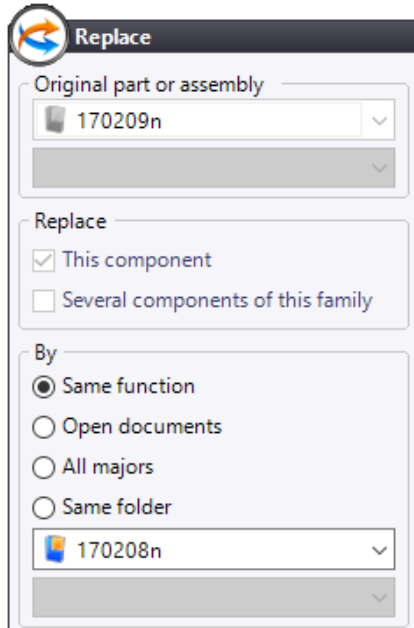 Replace
Original part or assembly
170209n
Replace
This component
Several components of this family
By
Same function
Open documents
All majors
Same folder
170208n